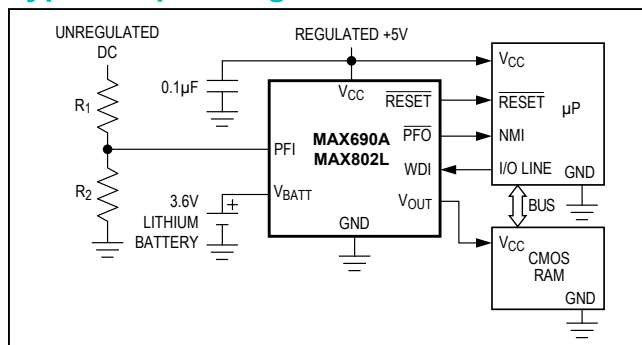 UNREGULATED
DC
REGULATED +5V
R1
R2
0.1µF
VCC
RESET
MAX690A
MAX802L
PFO
PFI
WDI
VBATT
VOUT
GND
3.6V
LITHIUM
BATTERY
+
VCC
RESET
µP
NMI
I/O LINE
GND
BUS
VCC
CMOS
RAM
GND